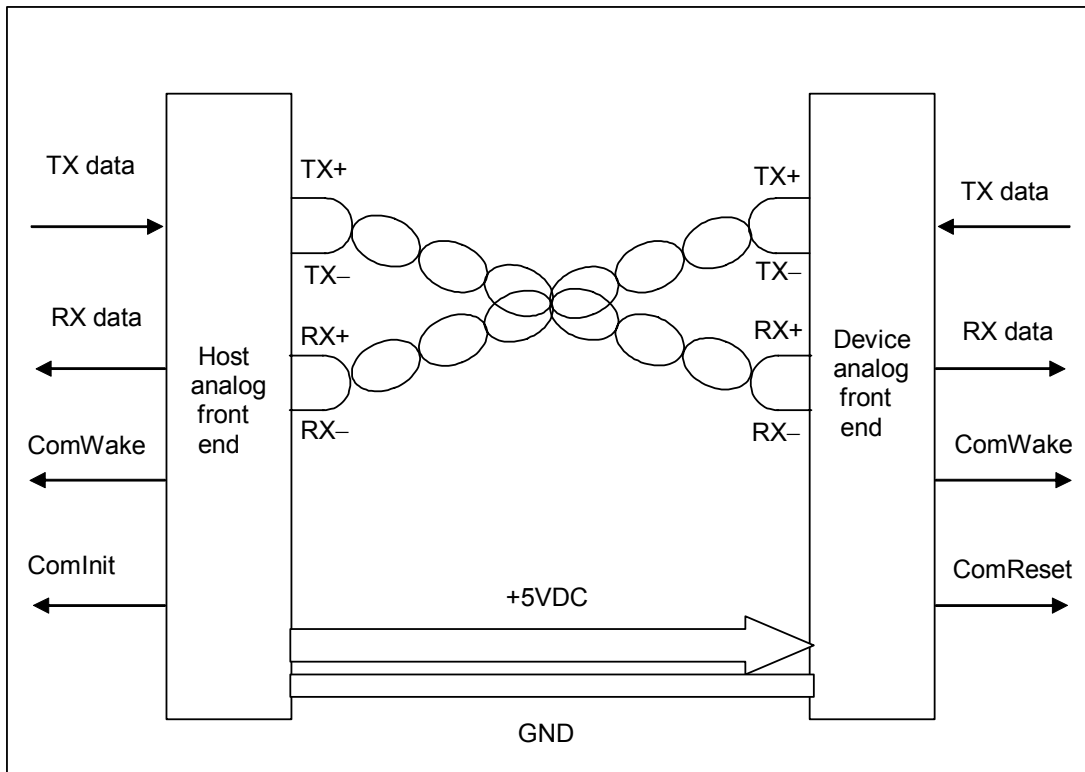 TX+
TX+
TX data
TX data
TX−
TX−
RX data
RX+
RX+
RX data
Host
analog
front
end
Device
analog
front
end
RX−
RX−
ComWake
ComWake
ComInit
ComReset
+5VDC
GND